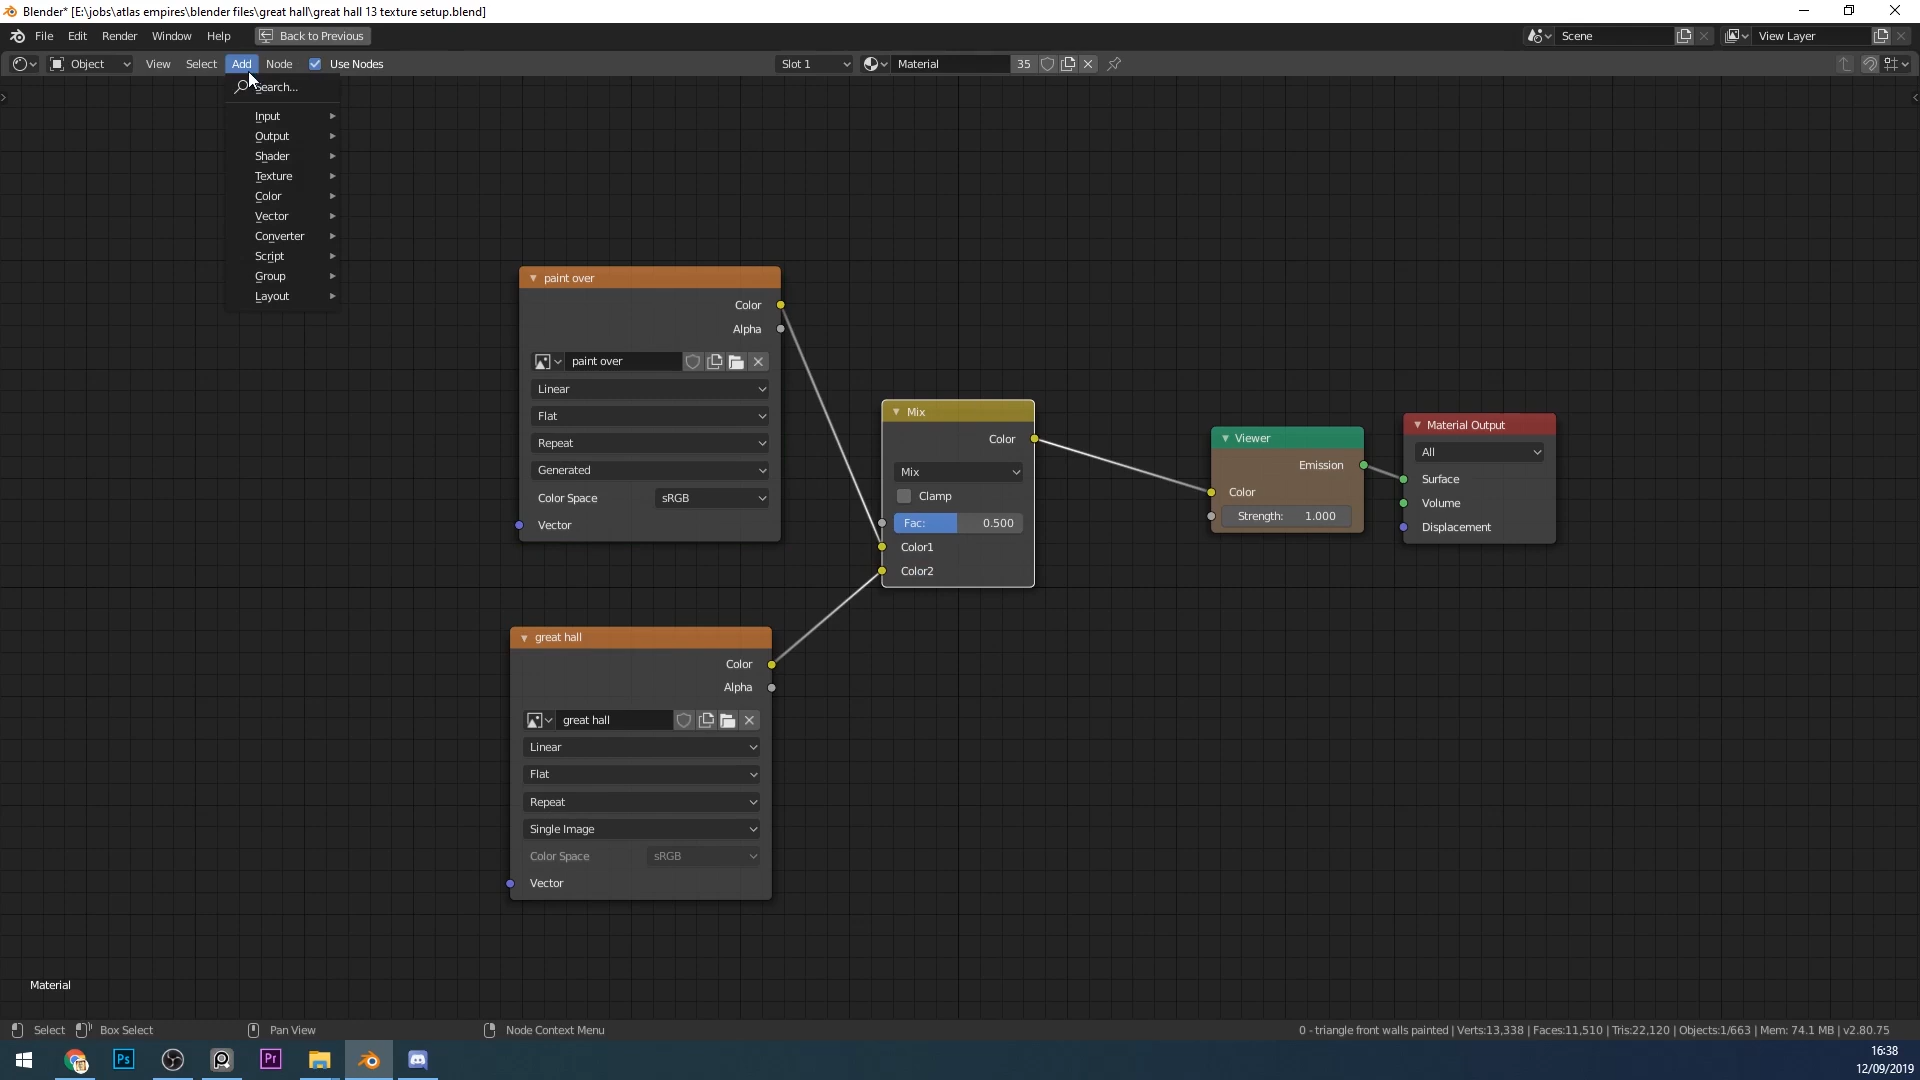 Blender* [E:\jobs\atlas empires\blender files\great hall\great hall 13 texture setup.blend]
File Edit Render Window Help Back to Previous Scene View Layer
Object View Select Add Node Use Nodes Slot 1 Material 35
Search...
Input
Output
Shader
Texture
Color
Vector
Converter
Script
Group
Layout
paint over
Color
Alpha
paint over
Linear
Flat
Repeat
Generated
Color Space sRGB
Vector
Mix
Color
Mix
Clamp
Fac: 0.500
Color1
Color2
Viewer
Emission
Color
Strength: 1.000
Material Output
All
Surface
Volume
Displacement
great hall
Color
Alpha
great hall
Linear
Flat
Repeat
Single Image
Color Space sRGB
Vector
Material
Select Box Select Pan View Node Context Menu 0 - triangle front walls painted | Verts:13,338 | Faces:11,510 | Tris:22,120 | Objects:1/663 | Mem: 74.1 MB | v2.80.75
Ps Pr
16:38
12/09/2019